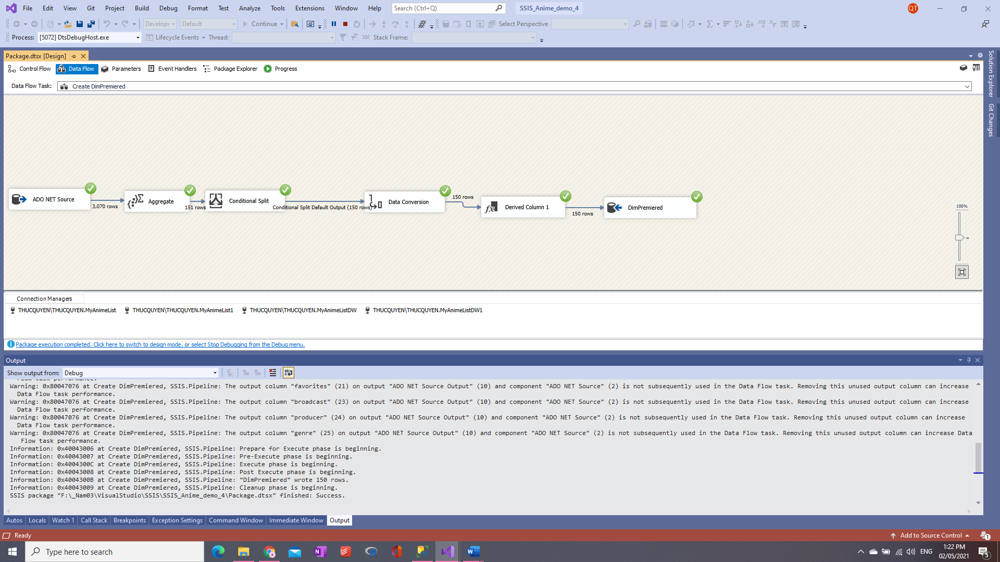 File Edit View Git Project Build Debug Format Test Analyze Tools Extensions Window Help Search (Ctrl+Q) SSIS_Anime_demo_4 QT
Develop Default Continue Select Perspective
Process: [5072] DtsDebugHost.exe Lifecycle Events Thread: Stack Frame:
Package.dtsx [Design]
Control Flow Data Flow Parameters Event Handlers Package Explorer Progress
Data Flow Task: Create DimPremiered
Solution Explorer
Git Changes
ADO NET Source
3,070 rows
Aggregate
151 rows
Conditional Split
Conditional Split Default Output (150 rows)
Data Conversion
150 rows
Derived Column 1
150 rows
DimPremiered
100%
Connection Managers
THUCQUYEN\THUCQUYEN.MyAnimeList THUCQUYEN\THUCQUYEN.MyAnimeList1 THUCQUYEN\THUCQUYEN.MyAnimeListDW THUCQUYEN\THUCQUYEN.MyAnimeListDW1
Package execution completed. Click here to switch to design mode, or select Stop Debugging from the Debug menu.
Output
Show output from: Debug
Flow task performance.
Warning: 0x80047076 at Create DimPremiered, SSIS.Pipeline: The output column "favorites" (21) on output "ADO NET Source Output" (10) and component "ADO NET Source" (2) is not subsequently used in the Data Flow task. Removing this unused output column can increase
Data Flow task performance.
Warning: 0x80047076 at Create DimPremiered, SSIS.Pipeline: The output column "broadcast" (23) on output "ADO NET Source Output" (10) and component "ADO NET Source" (2) is not subsequently used in the Data Flow task. Removing this unused output column can increase
Data Flow task performance.
Warning: 0x80047076 at Create DimPremiered, SSIS.Pipeline: The output column "producer" (24) on output "ADO NET Source Output" (10) and component "ADO NET Source" (2) is not subsequently used in the Data Flow task. Removing this unused output column can increase
Data Flow task performance.
Warning: 0x80047076 at Create DimPremiered, SSIS.Pipeline: The output column "genre" (25) on output "ADO NET Source Output" (10) and component "ADO NET Source" (2) is not subsequently used in the Data Flow task. Removing this unused output column can increase Data
Flow task performance.
Information: 0x40043006 at Create DimPremiered, SSIS.Pipeline: Prepare for Execute phase is beginning.
Information: 0x40043007 at Create DimPremiered, SSIS.Pipeline: Pre-Execute phase is beginning.
Information: 0x4004300C at Create DimPremiered, SSIS.Pipeline: Execute phase is beginning.
Information: 0x40043008 at Create DimPremiered, SSIS.Pipeline: Post Execute phase is beginning.
Information: 0x4004300B at Create DimPremiered, SSIS.Pipeline: "DimPremiered" wrote 150 rows.
Information: 0x40043009 at Create DimPremiered, SSIS.Pipeline: Cleanup phase is beginning.
SSIS package "F:\_Nam03\VisualStudio\SSIS\SSIS_Anime_demo_4\Package.dtsx" finished: Success.
Autos Locals Watch 1 Call Stack Breakpoints Exception Settings Command Window Immediate Window Output
Ready Add to Source Control 1
Type here to search ENG 1:22 PM
02/05/2021 5